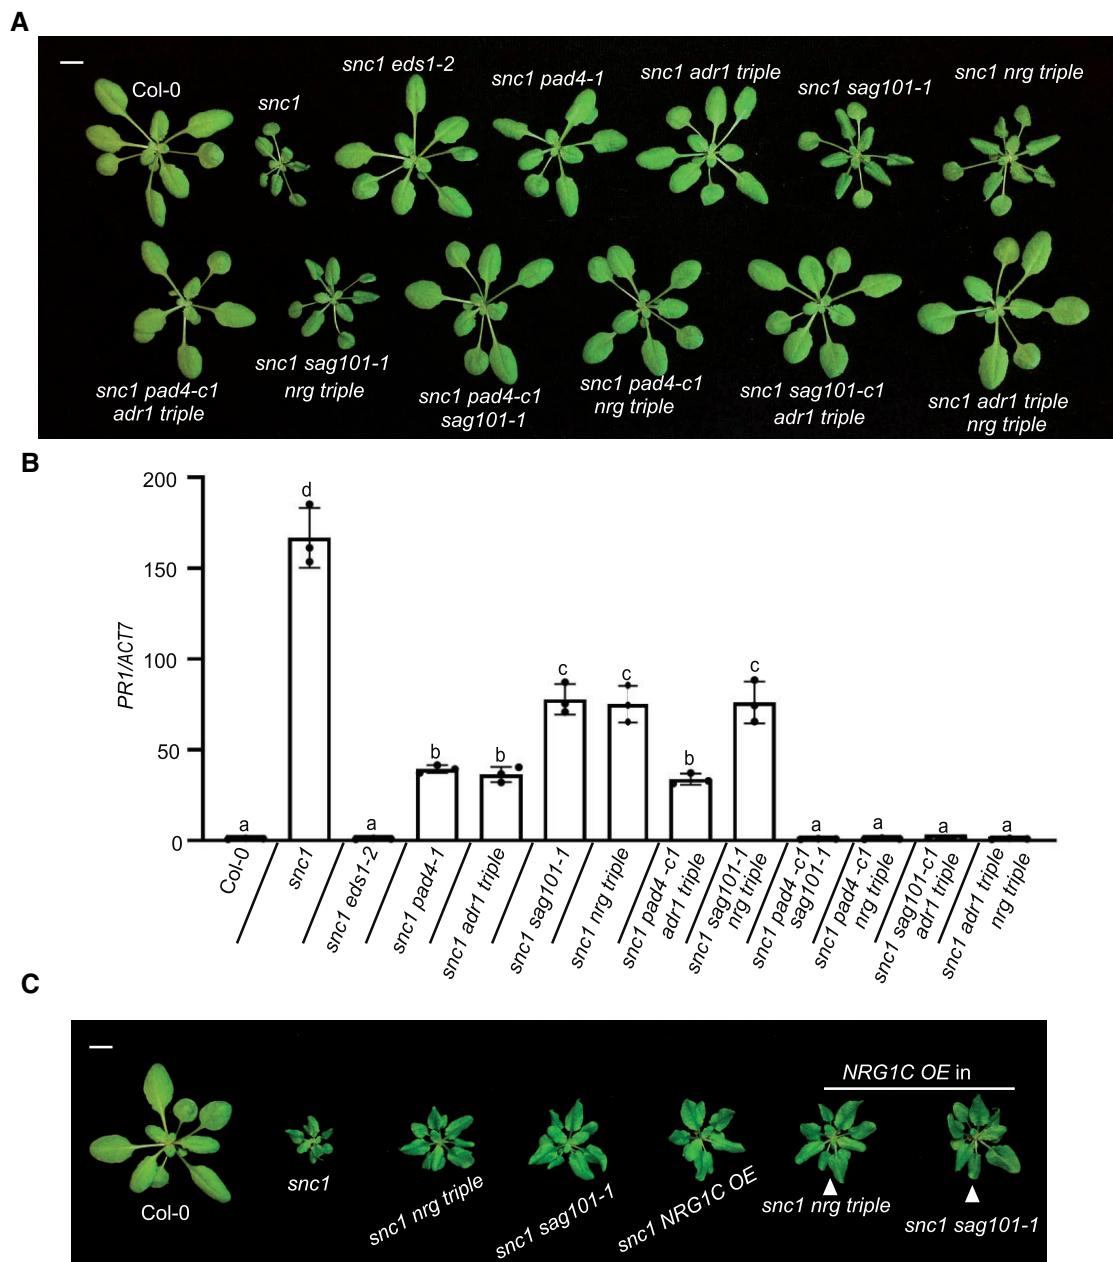 A
Col-0
snc1
snc1 eds1-2
snc1 pad4-1
snc1 adr1 triple
snc1 sag101-1
snc1 nrg triple
snc1 pad4-c1
adr1 triple
snc1 sag101-1
nrg triple
snc1 pad4-c1
sag101-1
snc1 pad4-c1
nrg triple
snc1 sag101-c1
adr1 triple
snc1 adr1 triple
nrg triple
B
PR1/ACT7
200
150
100
50
0
a
d
a
b
b
c
c
b
c
a
a
a
a
Col-0
snc1
snc1 eds1-2
snc1 pad4-1
snc1 adr1 triple
snc1 sag101-1
snc1 nrg triple
snc1 pad4 -c1
adr1 triple
snc1 sag101-1
nrg triple
snc1 pad4 -c1
sag101-1
snc1 pad4 -c1
nrg triple
snc1 sag101-c1
adr1 triple
snc1 adr1 triple
nrg triple
C
NRG1C OE in
Col-0
snc1
snc1 nrg triple
snc1 sag101-1
snc1 NRG1C OE
snc1 nrg triple
snc1 sag101-1